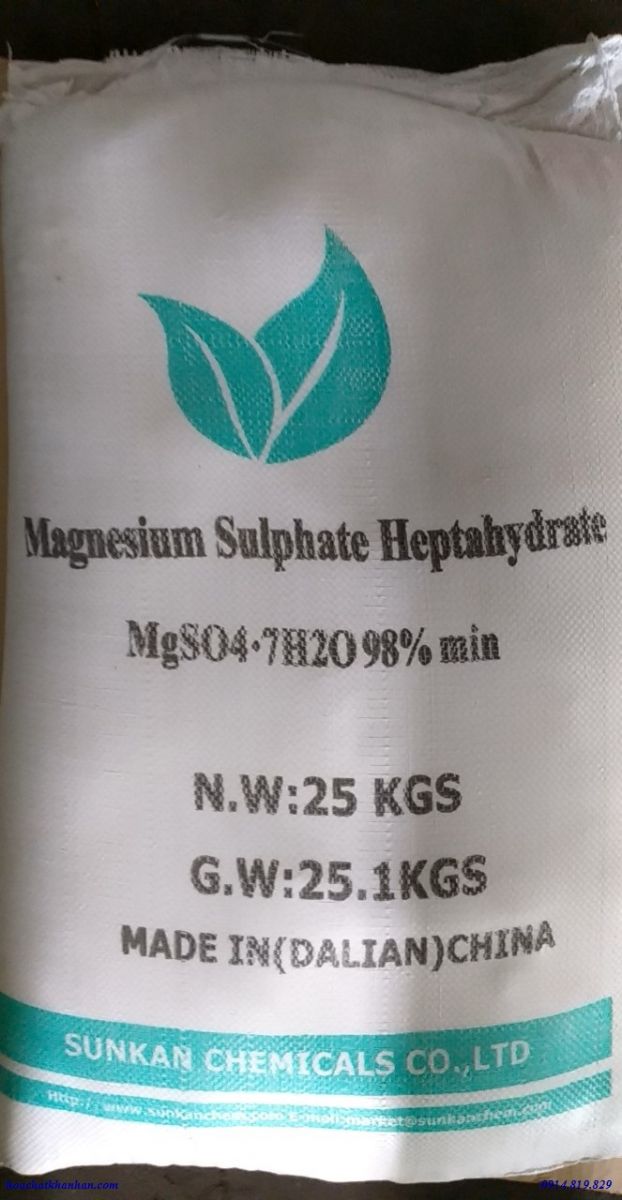 Magnesium Sulphate Heptahydrate
MgSO4·7H2O 98% min
N.W:25 KGS
G.W:25.1KGS
MADE IN(DALIAN)CHINA
SUNKAN CHEMICALS CO.,LTD
Http://www.sunkanchem.com E-mail:market@sunkanchem.com
hoachatkhanhan.com
0914.819.829